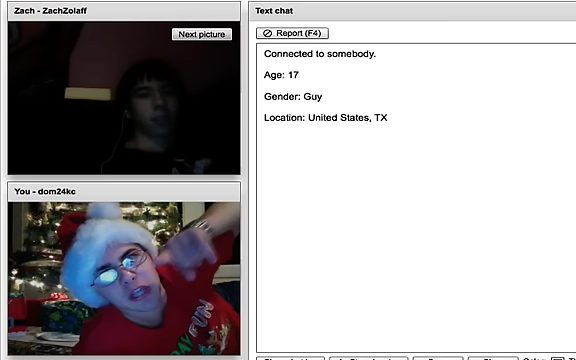 Zach - ZachZolaff
Text chat
Next picture
Report (F4)
Connected to somebody.
Age: 17
Gender: Guy
Location: United States, TX
You - dom24kc
FUN